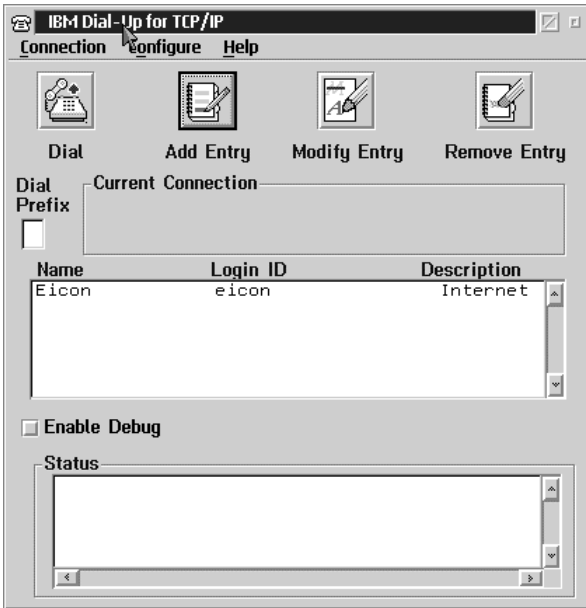 IBM Dial-Up for TCP/IP
Connection Configure Help
Dial Add Entry Modify Entry Remove Entry
Dial Prefix
Current Connection
Name Login ID Description
Eicon eicon Internet
Enable Debug
Status